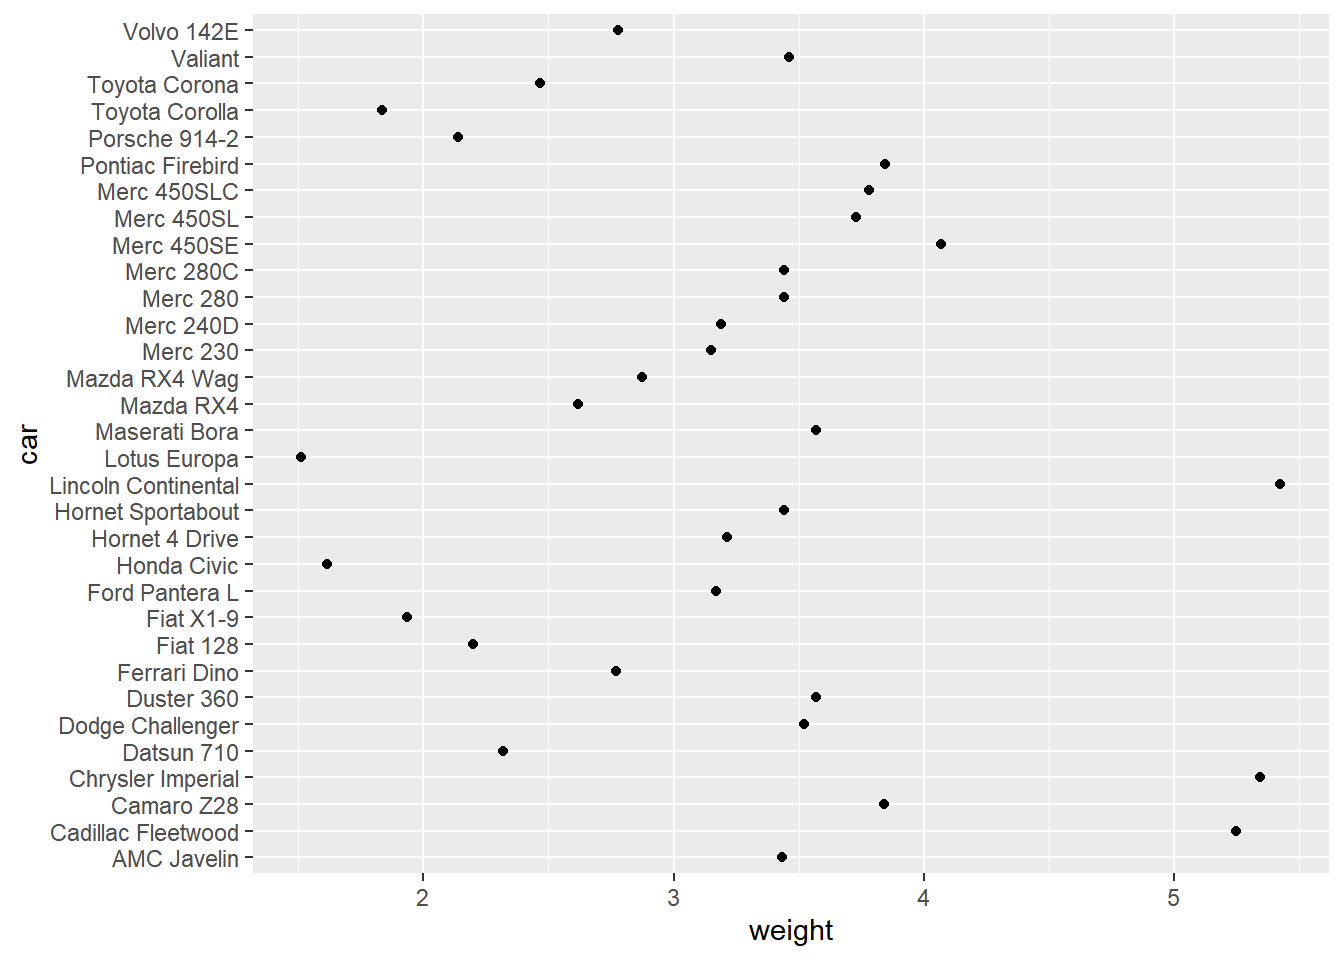 Volvo 142E
Valiant
Toyota Corona
Toyota Corolla
Porsche 914-2
Pontiac Firebird
Merc 450SLC
Merc 450SL
Merc 450SE
Merc 280C
Merc 280
Merc 240D
Merc 230
Mazda RX4 Wag
Mazda RX4
Maserati Bora
Lotus Europa
Lincoln Continental
Hornet Sportabout
Hornet 4 Drive
Honda Civic
Ford Pantera L
Fiat X1-9
Fiat 128
Ferrari Dino
Duster 360
Dodge Challenger
Datsun 710
Chrysler Imperial
Camaro Z28
Cadillac Fleetwood
AMC Javelin
car
2 3 4 5
weight